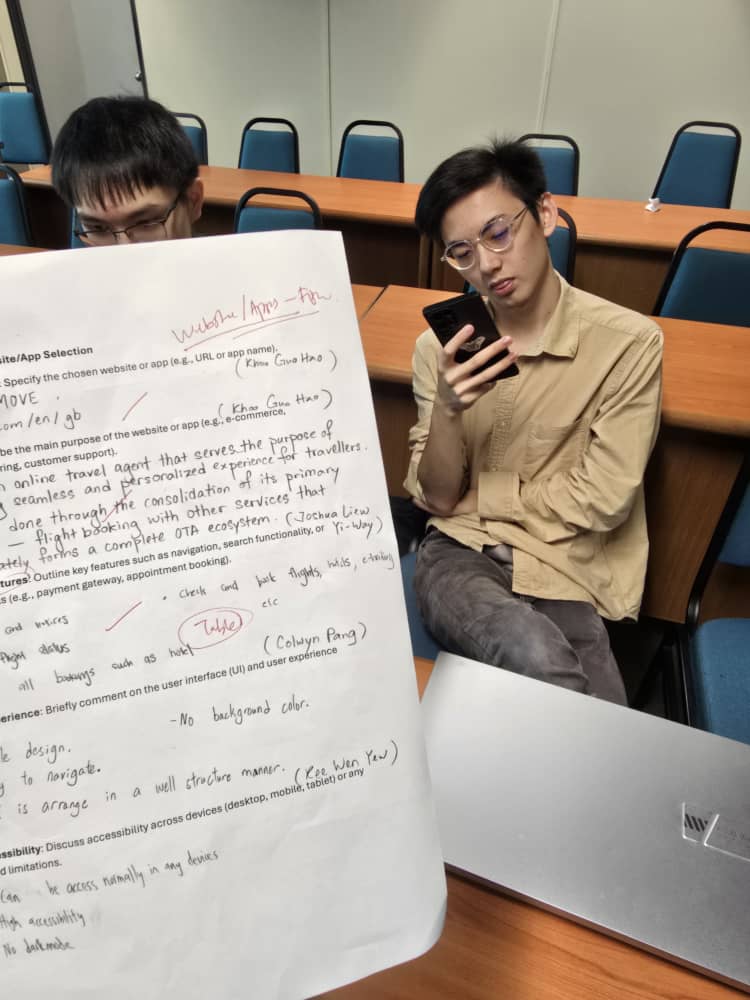 Website/Apps -
site/App Selection
: Specify the chosen website or app (e.g., URL or app name).
MOVE (Khoo Guo Hao)
com/en/gb
(Khoo Guo Hao)
be the main purpose of the website or app (e.g., e-commerce,
ring, customer support).
n online travel agent that serves the purpose of
g seamless and personalized experience for travellers.
done through the consolidation of its primary
— flight booking with other services that
ately forms a complete OTA ecosystem. (Joshua Liew
Yi-Way)
tures: Outline key features such as navigation, search functionality, or
s (e.g., payment gateway, appointment booking).
and invoices
• check and book flights, hotels,
etc
flight status
Table
all bookings such as hotel
(Colwyn Pang)
erience: Briefly comment on the user interface (UI) and user experience
-No background color.
le design.
y to navigate.
t is arrange in a well structure manner. (Kee Wen Yew)
ssibility: Discuss accessibility across devices (desktop, mobile, tablet) or any
d limitations.
Can be access normally in any devices
High accessibility
No darkmode